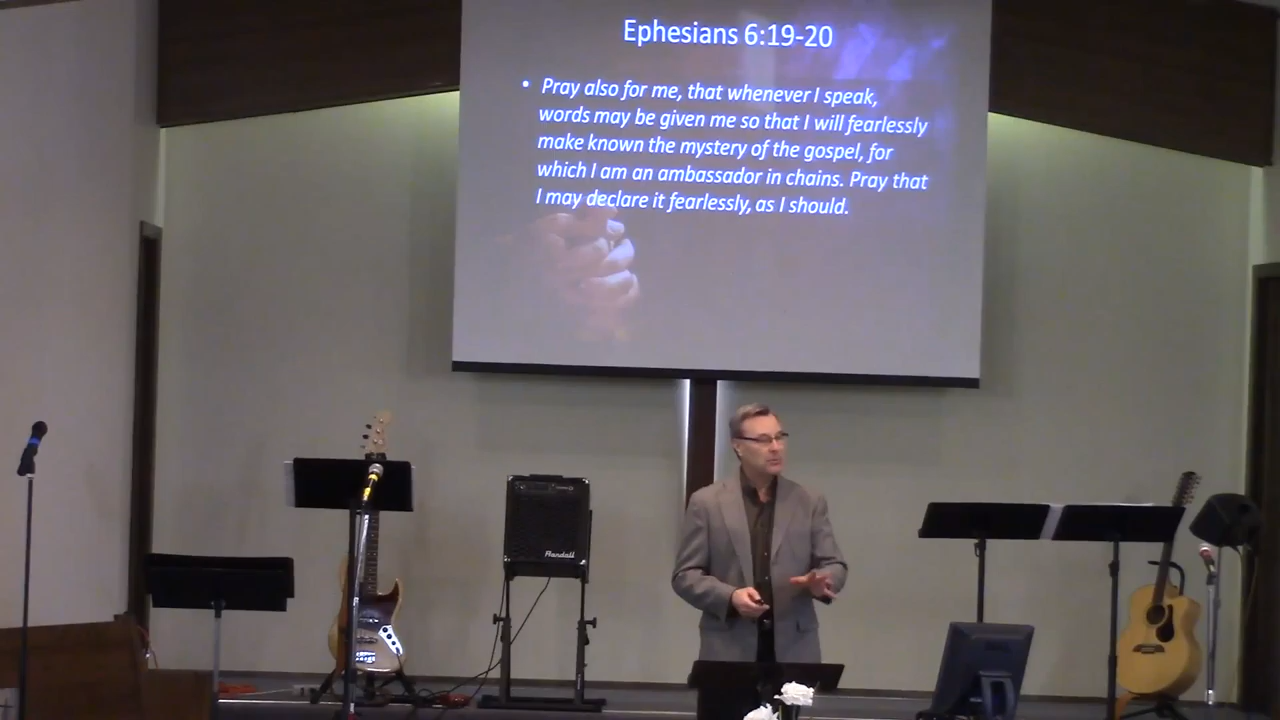 Ephesians 6:19-20
• Pray also for me, that whenever I speak,
words may be given me so that I will fearlessly
make known the mystery of the gospel, for
which I am an ambassador in chains. Pray that
I may declare it fearlessly, as I should.
Randall